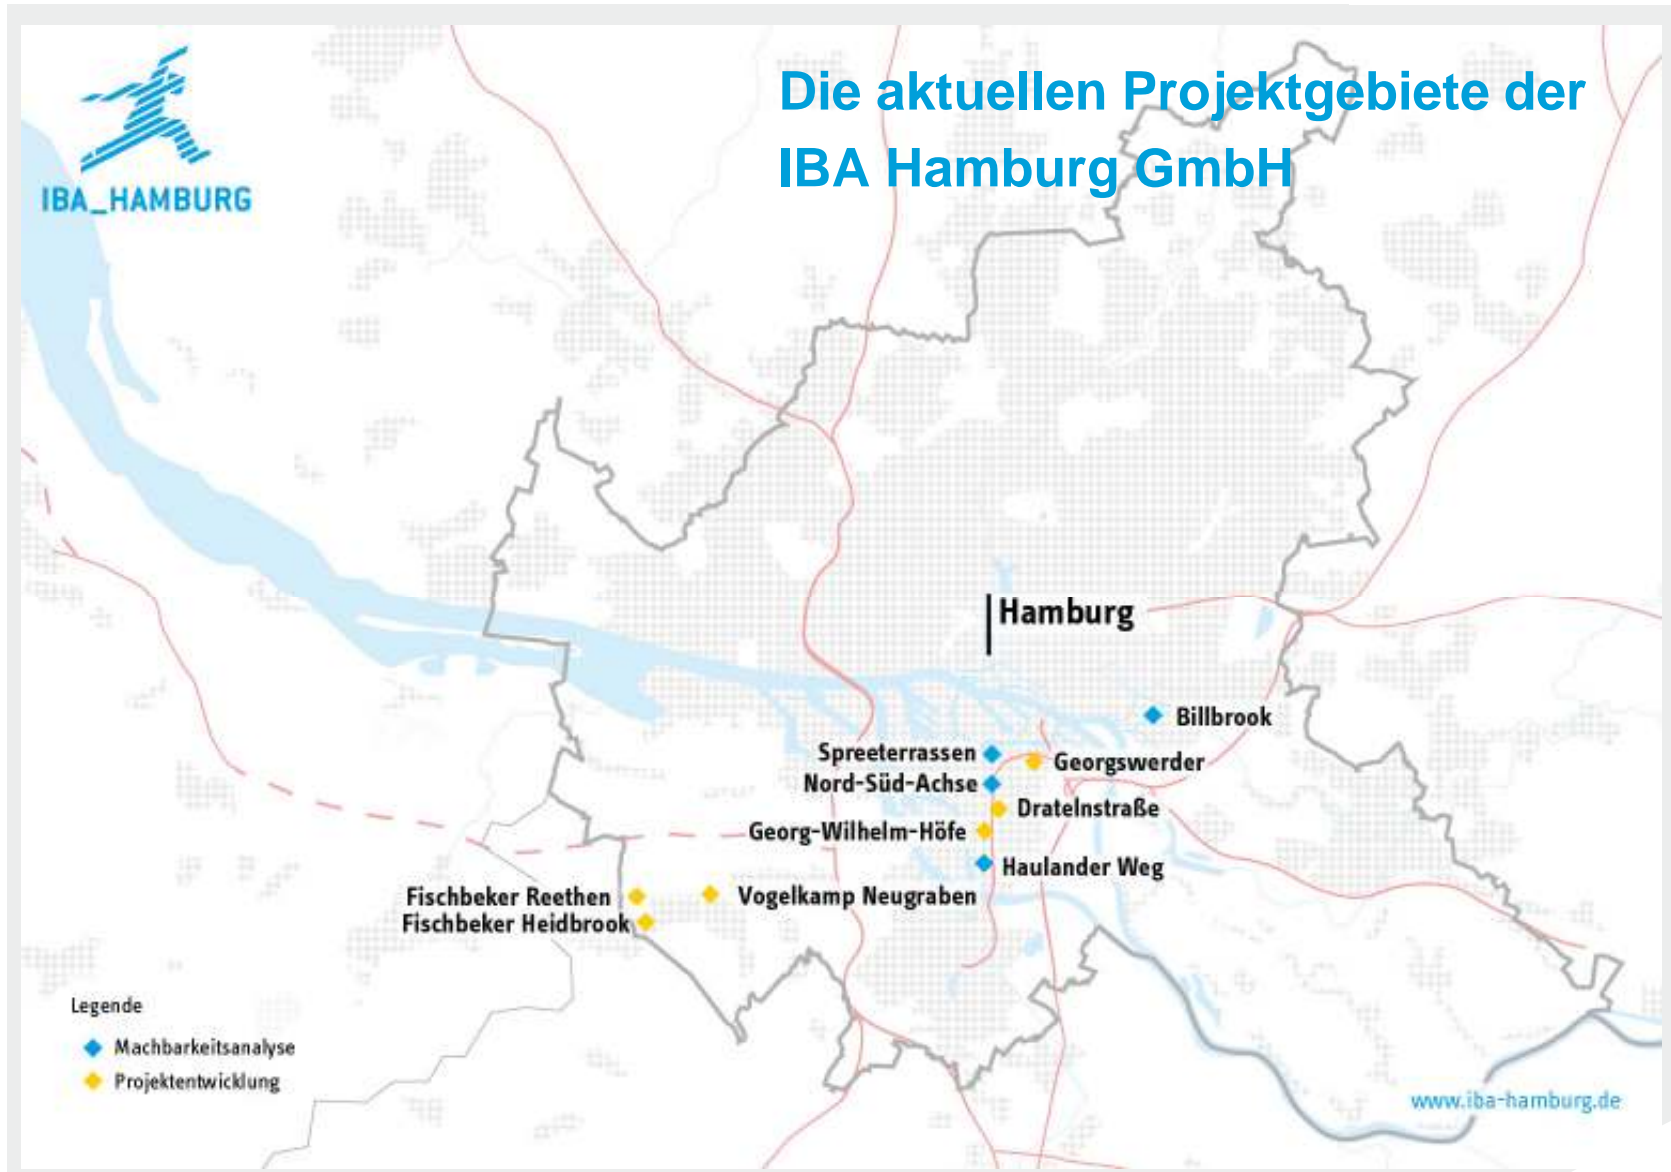 Die aktuellen Projektgebiete der
IBA Hamburg GmbH
IBA_HAMBURG
Hamburg
Billbrook
Spreeterrassen
Georgswerder
Nord-Süd-Achse
Dratelnstraße
Georg-Wilhelm-Höfe
Haulander Weg
Fischbeker Reethen
Vogelkamp Neugraben
Fischbeker Heidbrook
Legende
Machbarkeitsanalyse
Projektentwicklung
www.iba-hamburg.de